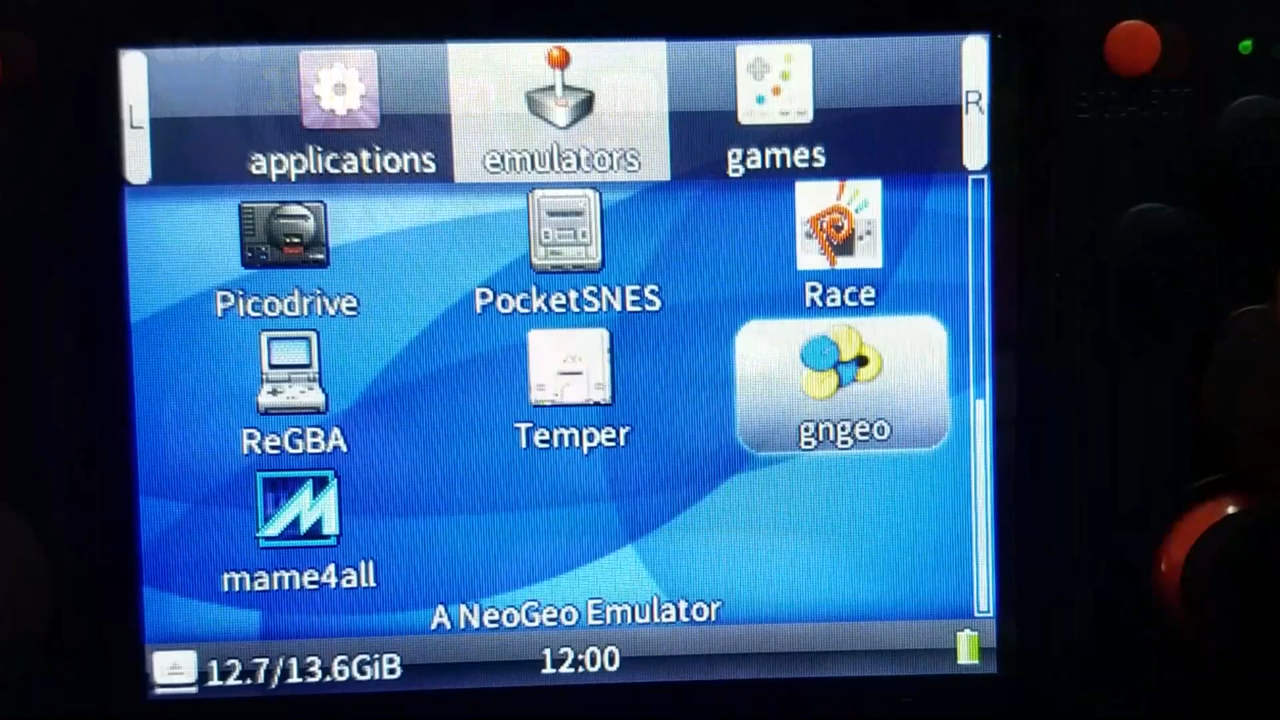 L
R
applications
emulators
games
Picodrive
PocketSNES
Race
ReGBA
Temper
gngeo
mame4all
A NeoGeo Emulator
12.7/13.6GiB
12:00